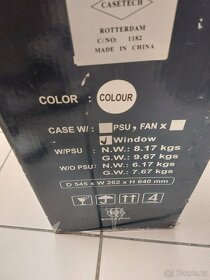 CASETECH
ROTTERDAM
C/NO: 1182
MADE IN CHINA
COLOR : COLOUR
CASE W/: PSU, FAN x
Window
W/PSU N.W.: 8.17 kgs
G.W.: 9.67 kgs
W/O PSU N.W.: 6.17 kgs
G.W.: 7.67 kgs
D 545 x W 262 x H 640 mm
4